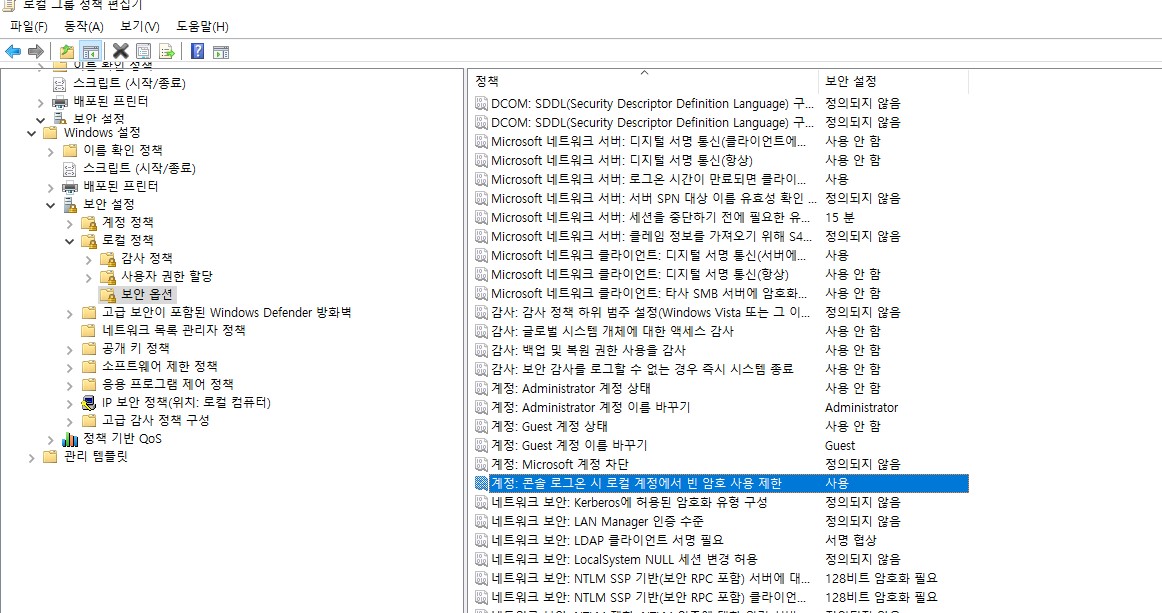 로컬 그룹 정책 편집기
파일(F) 동작(A) 보기(V) 도움말(H)
이름 확인 정책
스크립트 (시작/종료)
배포된 프린터
보안 설정
Windows 설정
이름 확인 정책
스크립트 (시작/종료)
배포된 프린터
보안 설정
계정 정책
로컬 정책
감사 정책
사용자 권한 할당
보안 옵션
고급 보안이 포함된 Windows Defender 방화벽
네트워크 목록 관리자 정책
공개 키 정책
소프트웨어 제한 정책
응용 프로그램 제어 정책
IP 보안 정책(위치: 로컬 컴퓨터)
고급 감사 정책 구성
정책 기반 QoS
관리 템플릿
정책 보안 설정
DCOM: SDDL(Security Descriptor Definition Language) 구... 정의되지 않음
DCOM: SDDL(Security Descriptor Definition Language) 구... 정의되지 않음
Microsoft 네트워크 서버: 디지털 서명 통신(클라이언트에... 사용 안 함
Microsoft 네트워크 서버: 디지털 서명 통신(항상) 사용 안 함
Microsoft 네트워크 서버: 로그온 시간이 만료되면 클라이... 사용
Microsoft 네트워크 서버: 서버 SPN 대상 이름 유효성 확인 ... 정의되지 않음
Microsoft 네트워크 서버: 세션을 중단하기 전에 필요한 유... 15 분
Microsoft 네트워크 서버: 클레임 정보를 가져오기 위해 S4... 정의되지 않음
Microsoft 네트워크 클라이언트: 디지털 서명 통신(서버에... 사용
Microsoft 네트워크 클라이언트: 디지털 서명 통신(항상) 사용 안 함
Microsoft 네트워크 클라이언트: 타사 SMB 서버에 암호화... 사용 안 함
감사: 감사 정책 하위 범주 설정(Windows Vista 또는 그 이... 정의되지 않음
감사: 글로벌 시스템 개체에 대한 액세스 감사 사용 안 함
감사: 백업 및 복원 권한 사용을 감사 사용 안 함
감사: 보안 감사를 로그할 수 없는 경우 즉시 시스템 종료 사용 안 함
계정: Administrator 계정 상태 사용 안 함
계정: Administrator 계정 이름 바꾸기 Administrator
계정: Guest 계정 상태 사용 안 함
계정: Guest 계정 이름 바꾸기 Guest
계정: Microsoft 계정 차단 정의되지 않음
계정: 콘솔 로그온 시 로컬 계정에서 빈 암호 사용 제한 사용
네트워크 보안: Kerberos에 허용된 암호화 유형 구성 정의되지 않음
네트워크 보안: LAN Manager 인증 수준 정의되지 않음
네트워크 보안: LDAP 클라이언트 서명 필요 서명 협상
네트워크 보안: LocalSystem NULL 세션 변경 허용 정의되지 않음
네트워크 보안: NTLM SSP 기반(보안 RPC 포함) 서버에 대... 128비트 암호화 필요
네트워크 보안: NTLM SSP 기반(보안 RPC 포함) 클라이언... 128비트 암호화 필요